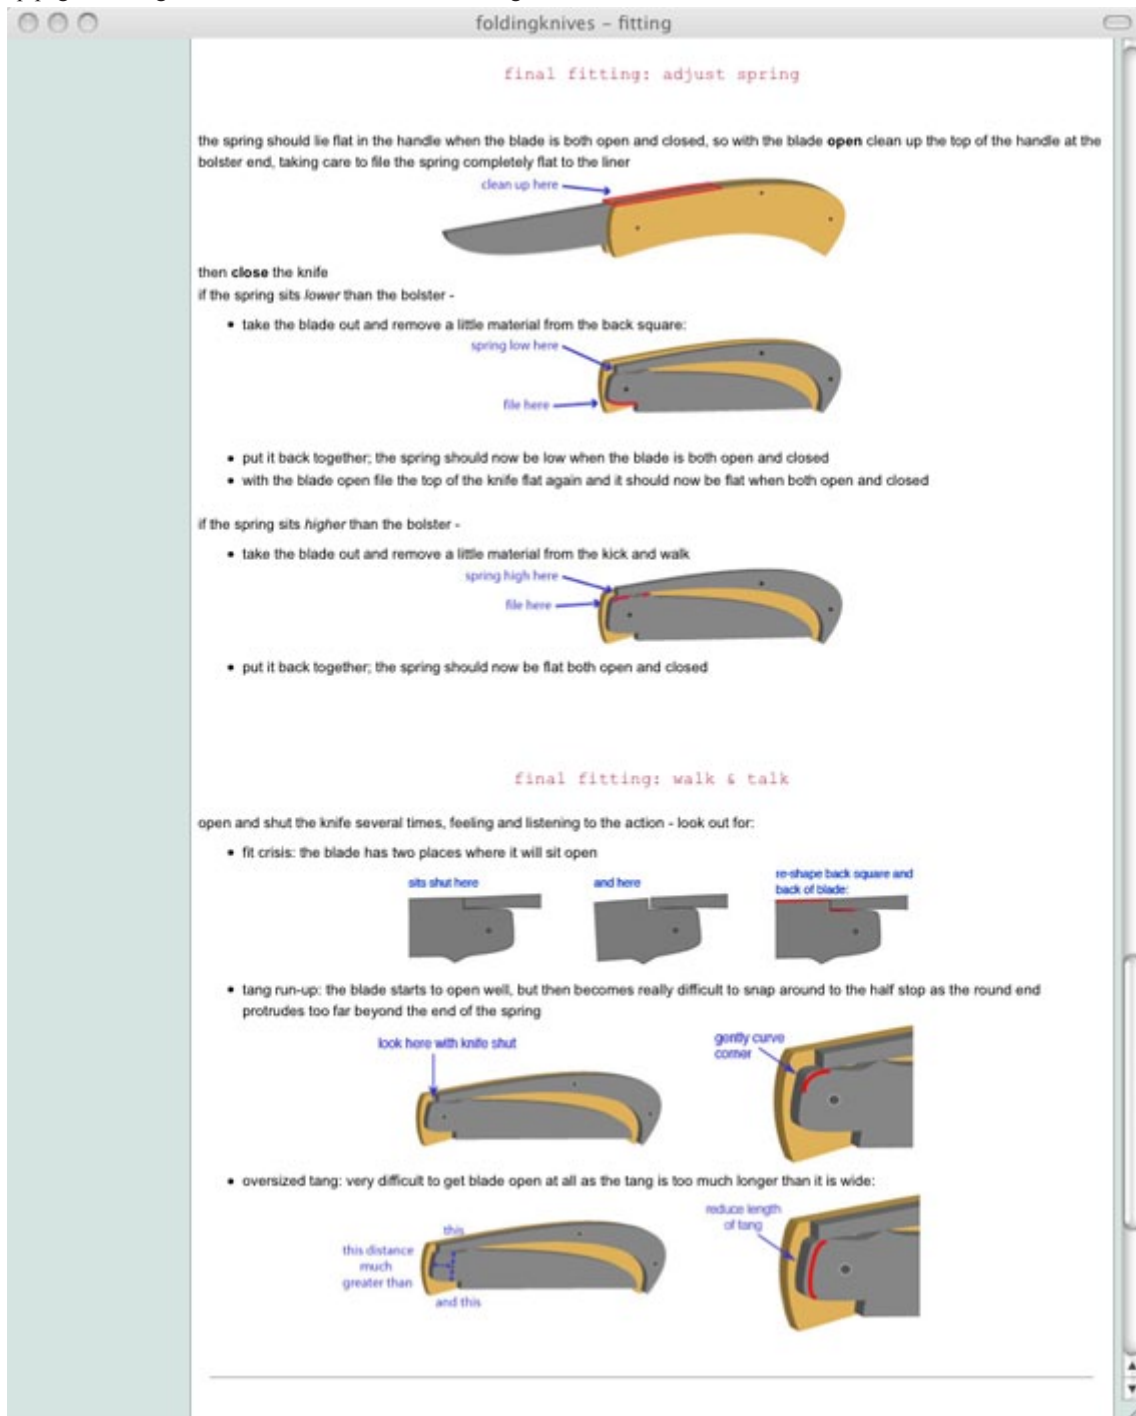 foldingknives – fitting
final fitting: adjust spring
the spring should lie flat in the handle when the blade is both open and closed, so with the blade open clean up the top of the handle at the
bolster end, taking care to file the spring completely flat to the liner
clean up here
then close the knife
if the spring sits lower than the bolster -
• take the blade out and remove a little material from the back square:
spring low here
file here
• put it back together; the spring should now be low when the blade is both open and closed
• with the blade open file the top of the knife flat again and it should now be flat when both open and closed
if the spring sits higher than the bolster -
• take the blade out and remove a little material from the kick and walk
spring high here
file here
• put it back together; the spring should now be flat both open and closed
final fitting: walk & talk
open and shut the knife several times, feeling and listening to the action - look out for:
• fit crisis: the blade has two places where it will sit open
sits shut here
and here
re-shape back square and
back of blade:
• tang run-up: the blade starts to open well, but then becomes really difficult to snap around to the half stop as the round end
protrudes too far beyond the end of the spring
look here with knife shut
gently curve
corner
• oversized tang: very difficult to get blade open at all as the tang is too much longer than it is wide:
this
this distance
much
greater than
and this
reduce length
of tang